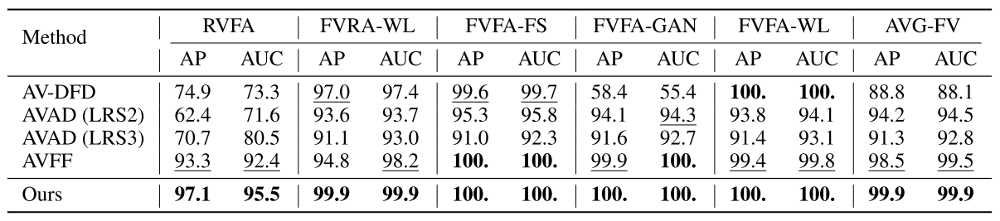 Method RVFA FVRA-WL FVFA-FS FVFA-GAN FVFA-WL AVG-FV
AP AUC AP AUC AP AUC AP AUC AP AUC AP AUC
AV-DFD 74.9 73.3 97.0 97.4 99.6 99.7 58.4 55.4 100. 100. 88.8 88.1
AVAD (LRS2) 62.4 71.6 93.6 93.7 95.3 95.8 94.1 94.3 93.8 94.1 94.2 94.5
AVAD (LRS3) 70.7 80.5 91.1 93.0 91.0 92.3 91.6 92.7 91.4 93.1 91.3 92.8
AVFF 93.3 92.4 94.8 98.2 100. 100. 99.9 100. 99.4 99.8 98.5 99.5
Ours 97.1 95.5 99.9 99.9 100. 100. 100. 100. 100. 100. 99.9 99.9